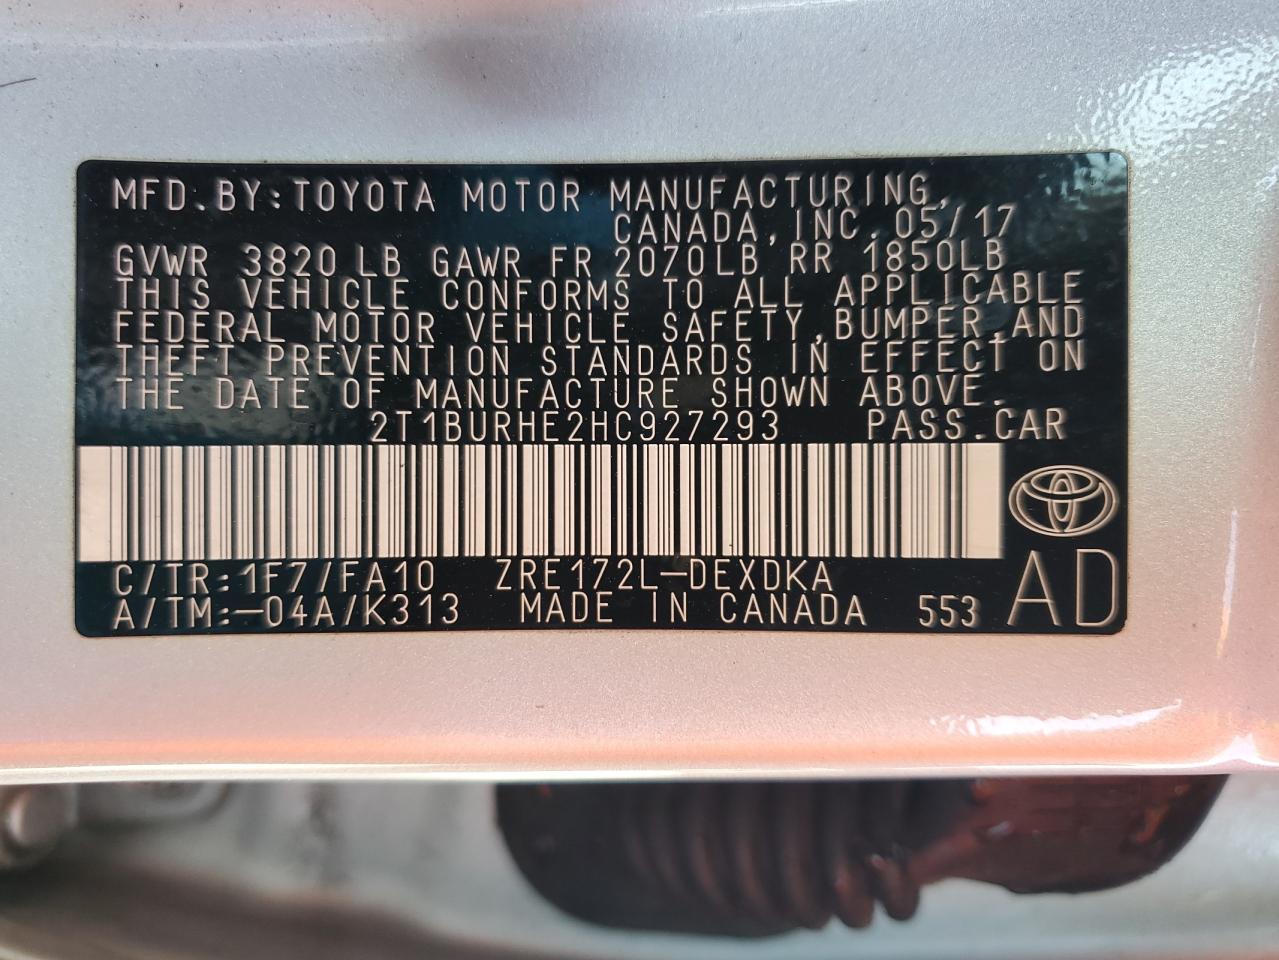 MFD.BY:TOYOTA MOTOR MANUFACTURING,
CANADA,INC.05/17
GVWR 3820LB GAWR FR 2070LB RR 1850LB
THIS VEHICLE CONFORMS TO ALL APPLICABLE
FEDERAL MOTOR VEHICLE SAFETY,BUMPER,AND
THEFT PREVENTION STANDARDS IN EFFECT ON
THE DATE OF MANUFACTURE SHOWN ABOVE.
2T1BURHE2HC927293 PASS.CAR
C/TR:1F7/FA10 ZRE172L-DEXDKA
A/TM:-04A/K313 MADE IN CANADA 553 AD